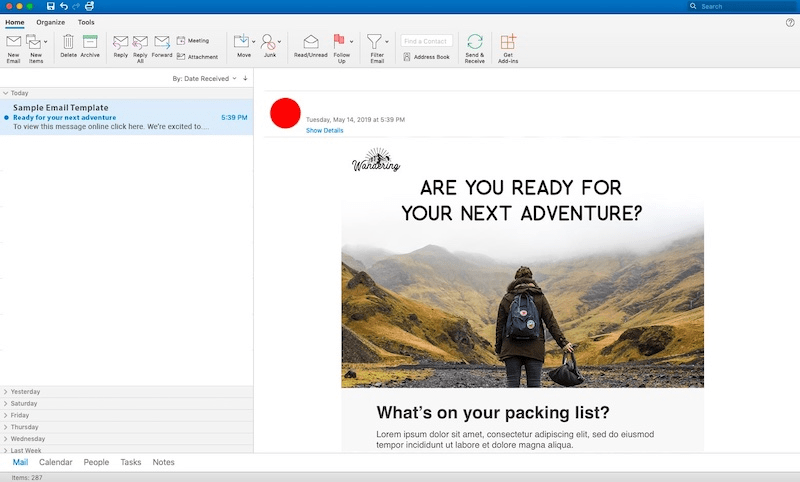 Search
Home Organize Tools
New Email
New Items
Delete
Archive
Reply
Reply All
Forward
Meeting
Attachment
Move
Junk
Read/Unread
Follow Up
Filter Email
Find a Contact
Address Book
Send & Receive
Get Add-ins
By: Date Received
Today
Sample Email Template
Ready for your next adventure 5:39 PM
To view this message online click here. We're excited to....
Yesterday
Saturday
Friday
Thursday
Wednesday
Last Week
Tuesday, May 14, 2019 at 5:39 PM
Show Details
Wandering
ARE YOU READY FOR
YOUR NEXT ADVENTURE?
What's on your packing list?
Lorem ipsum dolor sit amet, consectetur adipiscing elit, sed do eiusmod
tempor incididunt ut labore et dolore magna aliqua.
Mail Calendar People Tasks Notes
Items: 287